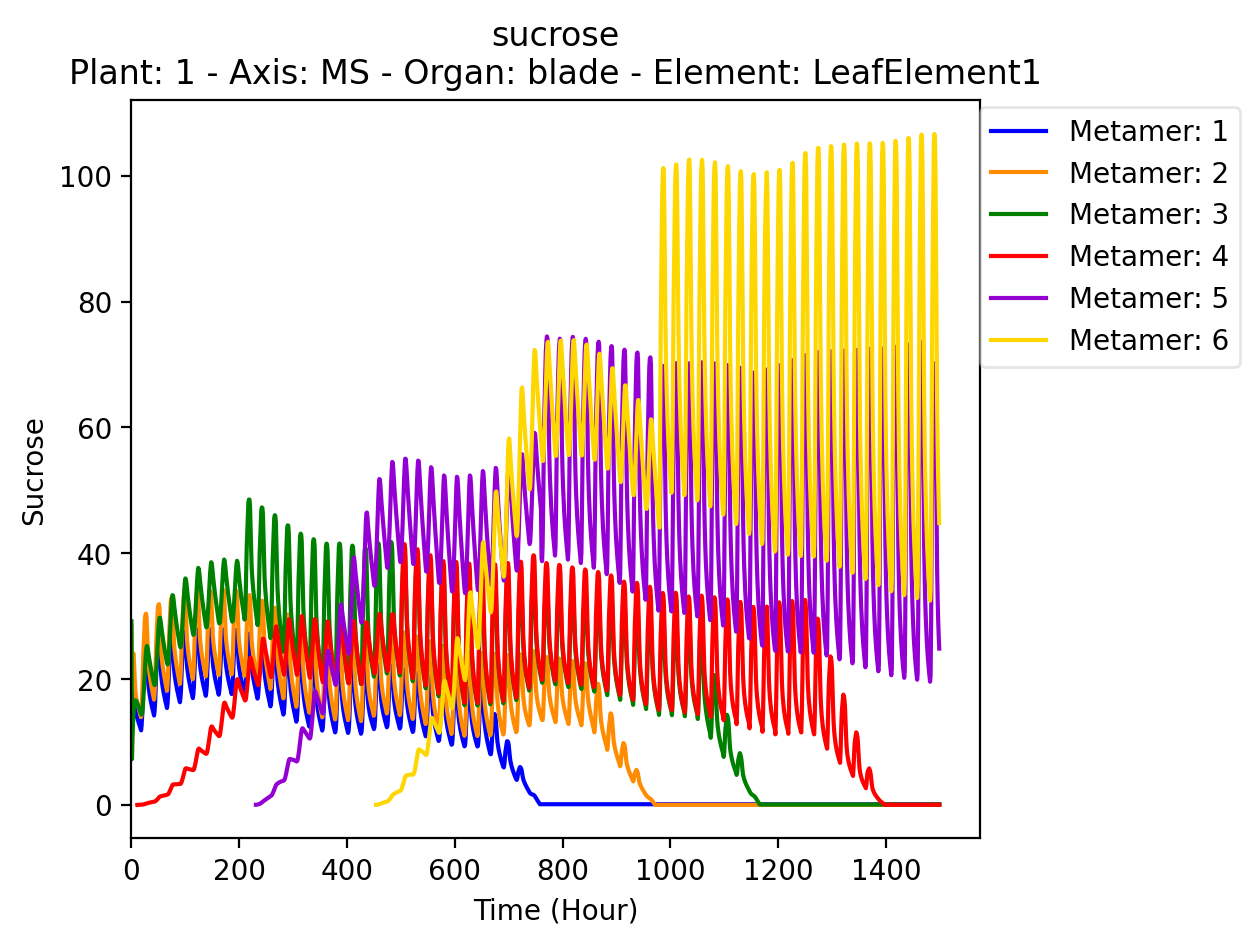 sucrose
Plant: 1 - Axis: MS - Organ: blade - Element: LeafElement1
Metamer: 1
Metamer: 2
Metamer: 3
Metamer: 4
Metamer: 5
Metamer: 6
Sucrose
100
80
60
40
20
0
0 200 400 600 800 1000 1200 1400
Time (Hour)